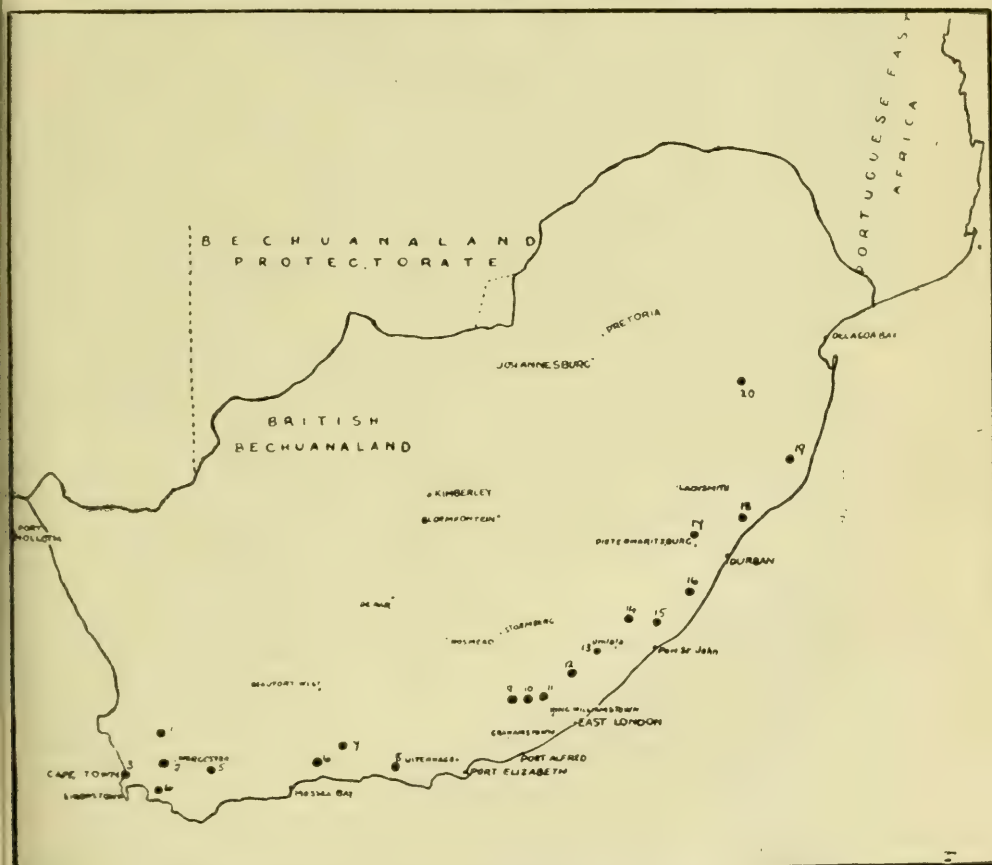 PORTUGUESE EAST
AFRICA
BECHUANALAND
PROTECTORATE
PRETORIA
DELAGOA BAY
JOHANNESBURG
20
BRITISH
BECHUANALAND
19
KIMBERLEY
LADYSMITH
BLOEMFONTEIN
18
PORT
NOLLOTH
17
PIETERMARITZBURG
DURBAN
16
DE AAR
14
15
STORMBERG
ROSMEAD
13
UMTATA
PORT ST. JOHN
12
BEAUFORT WEST
9
10
11
KING WILLIAMSTOWN
EAST LONDON
GRAHAMSTOWN
1
7
PORT ALFRED
2
WORCESTER
5
6
8
UITENHAGE
PORT ELIZABETH
CAPE TOWN
3
SIMONSTOWN
6
MOSSEL BAY